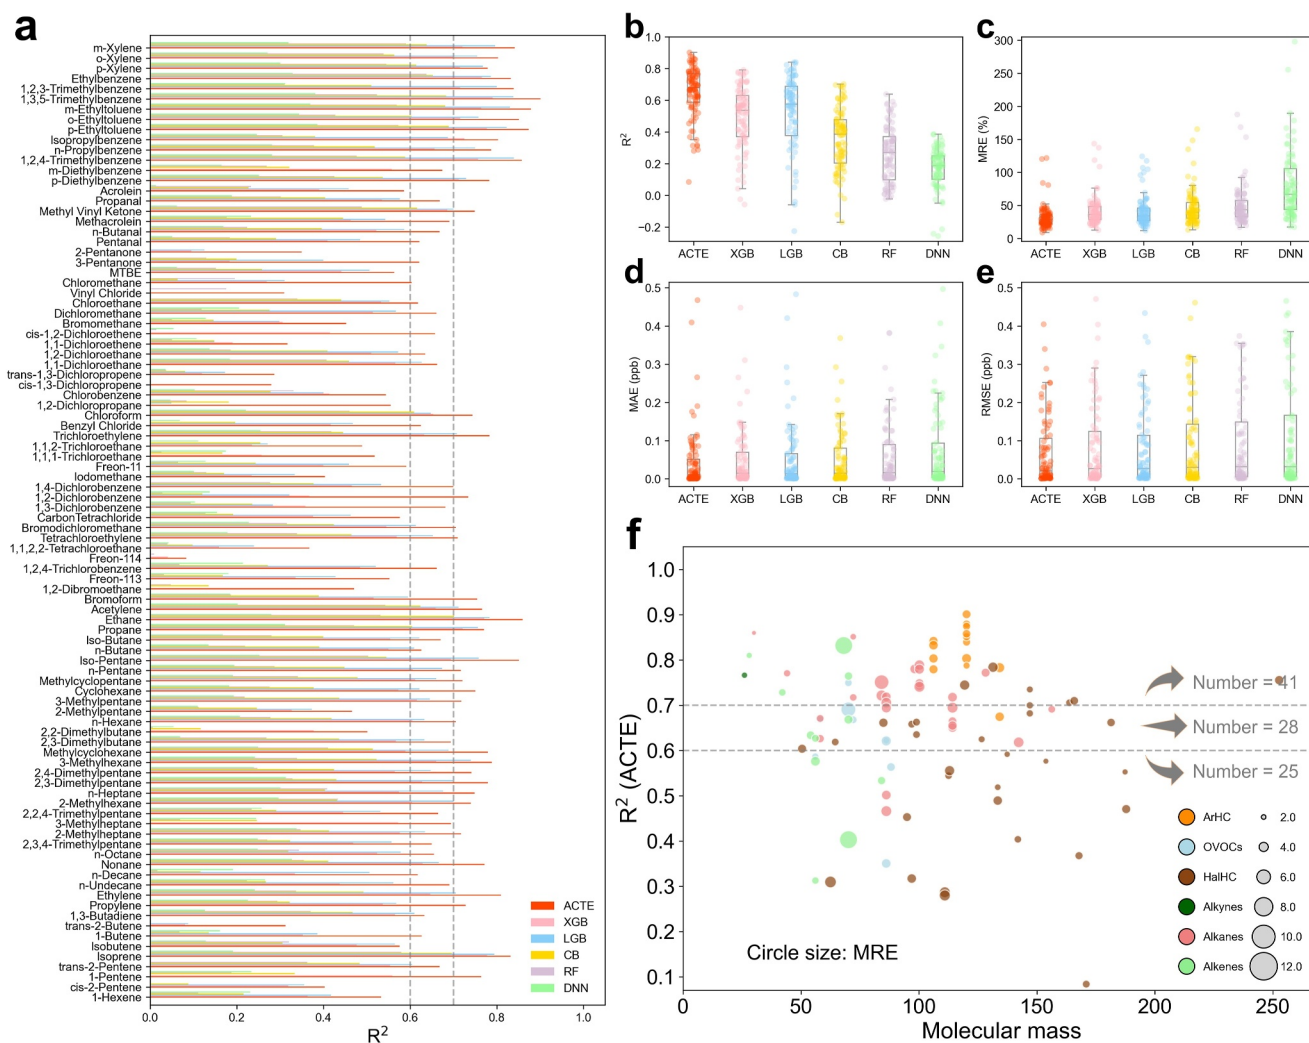 a
m-Xylene
o-Xylene
p-Xylene
Ethylbenzene
1,2,3-Trimethylbenzene
1,3,5-Trimethylbenzene
m-Ethyltoluene
o-Ethyltoluene
p-Ethyltoluene
Isopropylbenzene
n-Propylbenzene
1,2,4-Trimethylbenzene
m-Diethylbenzene
p-Diethylbenzene
Acrolein
Propanal
Methyl Vinyl Ketone
Methacrolein
n-Butanal
Pentanal
2-Pentanone
3-Pentanone
MTBE
Chloromethane
Vinyl Chloride
Chloroethane
Dichloromethane
Bromomethane
cis-1,2-Dichloroethene
1,1-Dichloroethene
1,2-Dichloroethane
1,1-Dichloroethane
trans-1,3-Dichloropropene
cis-1,3-Dichloropropene
Chlorobenzene
1,2-Dichloropropane
Chloroform
Benzyl Chloride
Trichloroethylene
1,1,2-Trichloroethane
1,1,1-Trichloroethane
Freon-11
Iodomethane
1,4-Dichlorobenzene
1,2-Dichlorobenzene
1,3-Dichlorobenzene
CarbonTetrachloride
Bromodichloromethane
Tetrachloroethylene
1,1,2,2-Tetrachloroethane
Freon-114
1,2,4-Trichlorobenzene
Freon-113
1,2-Dibromoethane
Bromoform
Acetylene
Ethane
Propane
Iso-Butane
n-Butane
Iso-Pentane
n-Pentane
Methylcyclopentane
Cyclohexane
3-Methylpentane
2-Methylpentane
n-Hexane
2,2-Dimethylbutane
2,3-Dimethylbutane
Methylcyclohexane
3-Methylhexane
2,4-Dimethylpentane
2,3-Dimethylpentane
n-Heptane
2-Methylhexane
2,2,4-Trimethylpentane
3-Methylheptane
2-Methylheptane
2,3,4-Trimethylpentane
n-Octane
Nonane
n-Decane
n-Undecane
Ethylene
Propylene
1,3-Butadiene
trans-2-Butene
1-Butene
Isobutene
Isoprene
trans-2-Pentene
1-Pentene
cis-2-Pentene
1-Hexene
0.0 0.2 0.4 0.6 0.8 1.0
R²
ACTE
XGB
LGB
CB
RF
DNN
b
R²
1.0
0.8
0.6
0.4
0.2
0.0
−0.2
ACTE XGB LGB CB RF DNN
c
MRE (%)
300
250
200
150
100
50
0
ACTE XGB LGB CB RF DNN
d
MAE (ppb)
0.5
0.4
0.3
0.2
0.1
0.0
ACTE XGB LGB CB RF DNN
e
RMSE (ppb)
0.5
0.4
0.3
0.2
0.1
0.0
ACTE XGB LGB CB RF DNN
f
R² (ACTE)
1.0
0.9
0.8
0.7
0.6
0.5
0.4
0.3
0.2
0.1
Number = 41
Number = 28
Number = 25
ArHC 2.0
OVOCs 4.0
HalHC 6.0
Alkynes 8.0
Alkanes 10.0
Alkenes 12.0
Circle size: MRE
0 50 100 150 200 250
Molecular mass